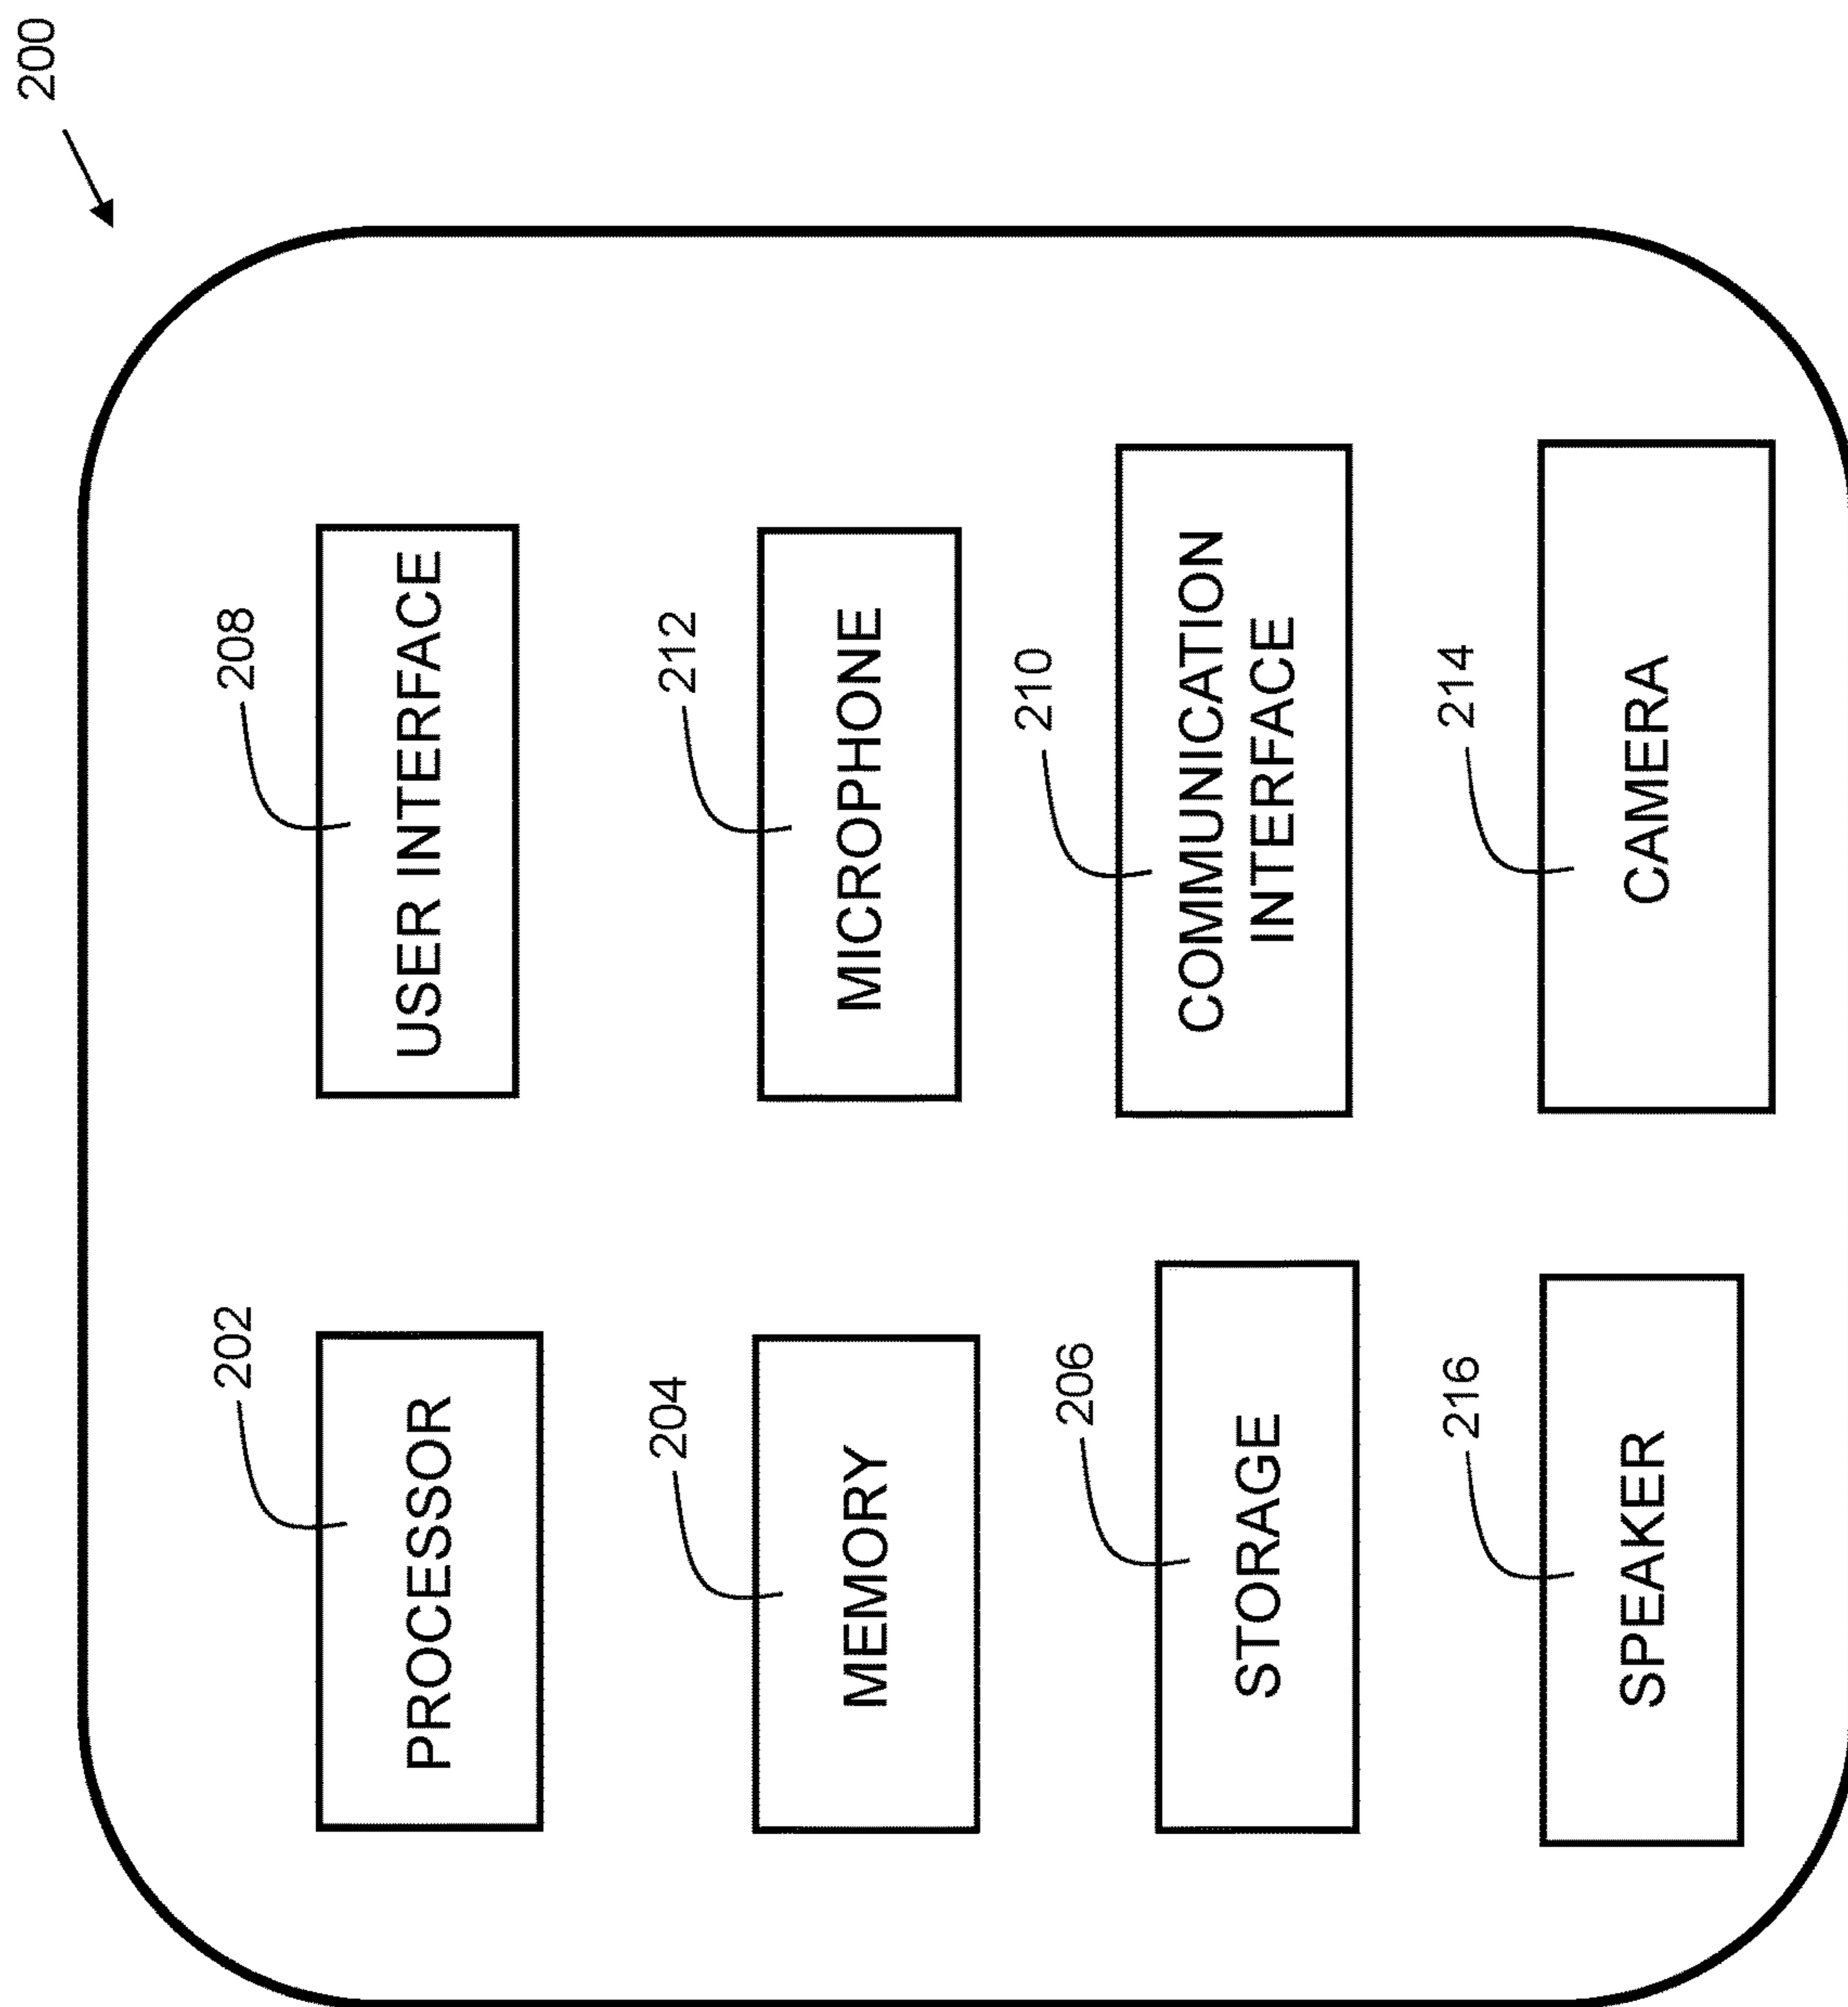 200
202
PROCESSOR
208
USER INTERFACE
204
MEMORY
212
MICROPHONE
206
STORAGE
210
COMMUNICATION
INTERFACE
216
SPEAKER
214
CAMERA